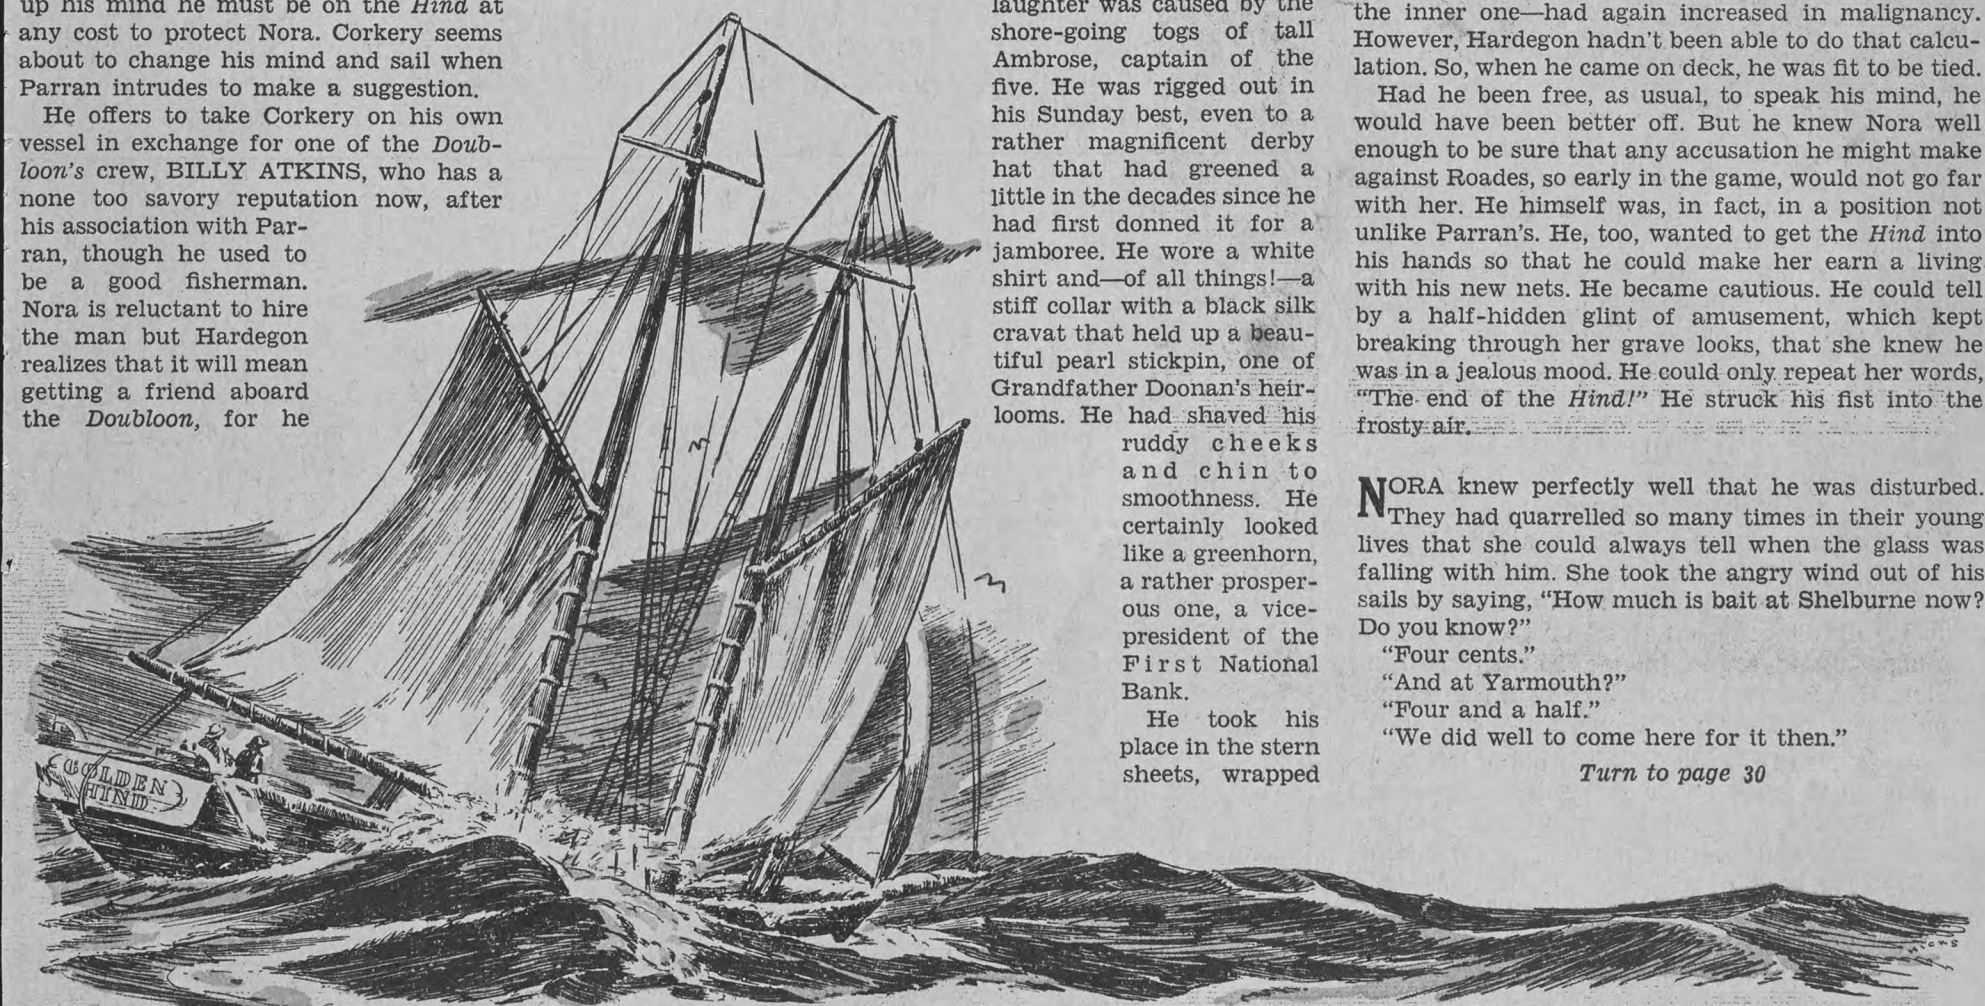 up his mind he must be on the Hind at
any cost to protect Nora. Corkery seems
about to change his mind and sail when
Parran intrudes to make a suggestion.
He offers to take Corkery on his own
vessel in exchange for one of the Doub-
loon's crew, BILLY ATKINS, who has a
none too savory reputation now, after
his association with Par-
ran, though he used to
be a good fisherman.
Nora is reluctant to hire
the man but Hardegon
realizes that it will mean
getting a friend aboard
the Doubloon, for he
GOLDEN
HIND
laughter was caused by the
shore-going togs of tall
Ambrose, captain of the
five. He was rigged out in
his Sunday best, even to a
rather magnificent derby
hat that had greened a
little in the decades since he
had first donned it for a
jamboree. He wore a white
shirt and—of all things!—a
stiff collar with a black silk
cravat that held up a beau-
tiful pearl stickpin, one of
Grandfather Doonan's heir-
looms. He had shaved his
ruddy cheeks
and chin to
smoothness. He
certainly looked
like a greenhorn,
a rather prosper-
ous one, a vice-
president of the
First National
Bank.
He took his
place in the stern
sheets, wrapped
the inner one—had again increased in malignancy.
However, Hardegon hadn't been able to do that calcu-
lation. So, when he came on deck, he was fit to be tied.
Had he been free, as usual, to speak his mind, he
would have been better off. But he knew Nora well
enough to be sure that any accusation he might make
against Roades, so early in the game, would not go far
with her. He himself was, in fact, in a position not
unlike Parran's. He, too, wanted to get the Hind into
his hands so that he could make her earn a living
with his new nets. He became cautious. He could tell
by a half-hidden glint of amusement, which kept
breaking through her grave looks, that she knew he
was in a jealous mood. He could only repeat her words,
"The end of the Hind!" He struck his fist into the
frosty air.
NORA knew perfectly well that he was disturbed.
They had quarrelled so many times in their young
lives that she could always tell when the glass was
falling with him. She took the angry wind out of his
sails by saying, "How much is bait at Shelburne now?
Do you know?"
"Four cents."
"And at Yarmouth?"
"Four and a half."
"We did well to come here for it then."
Turn to page 30